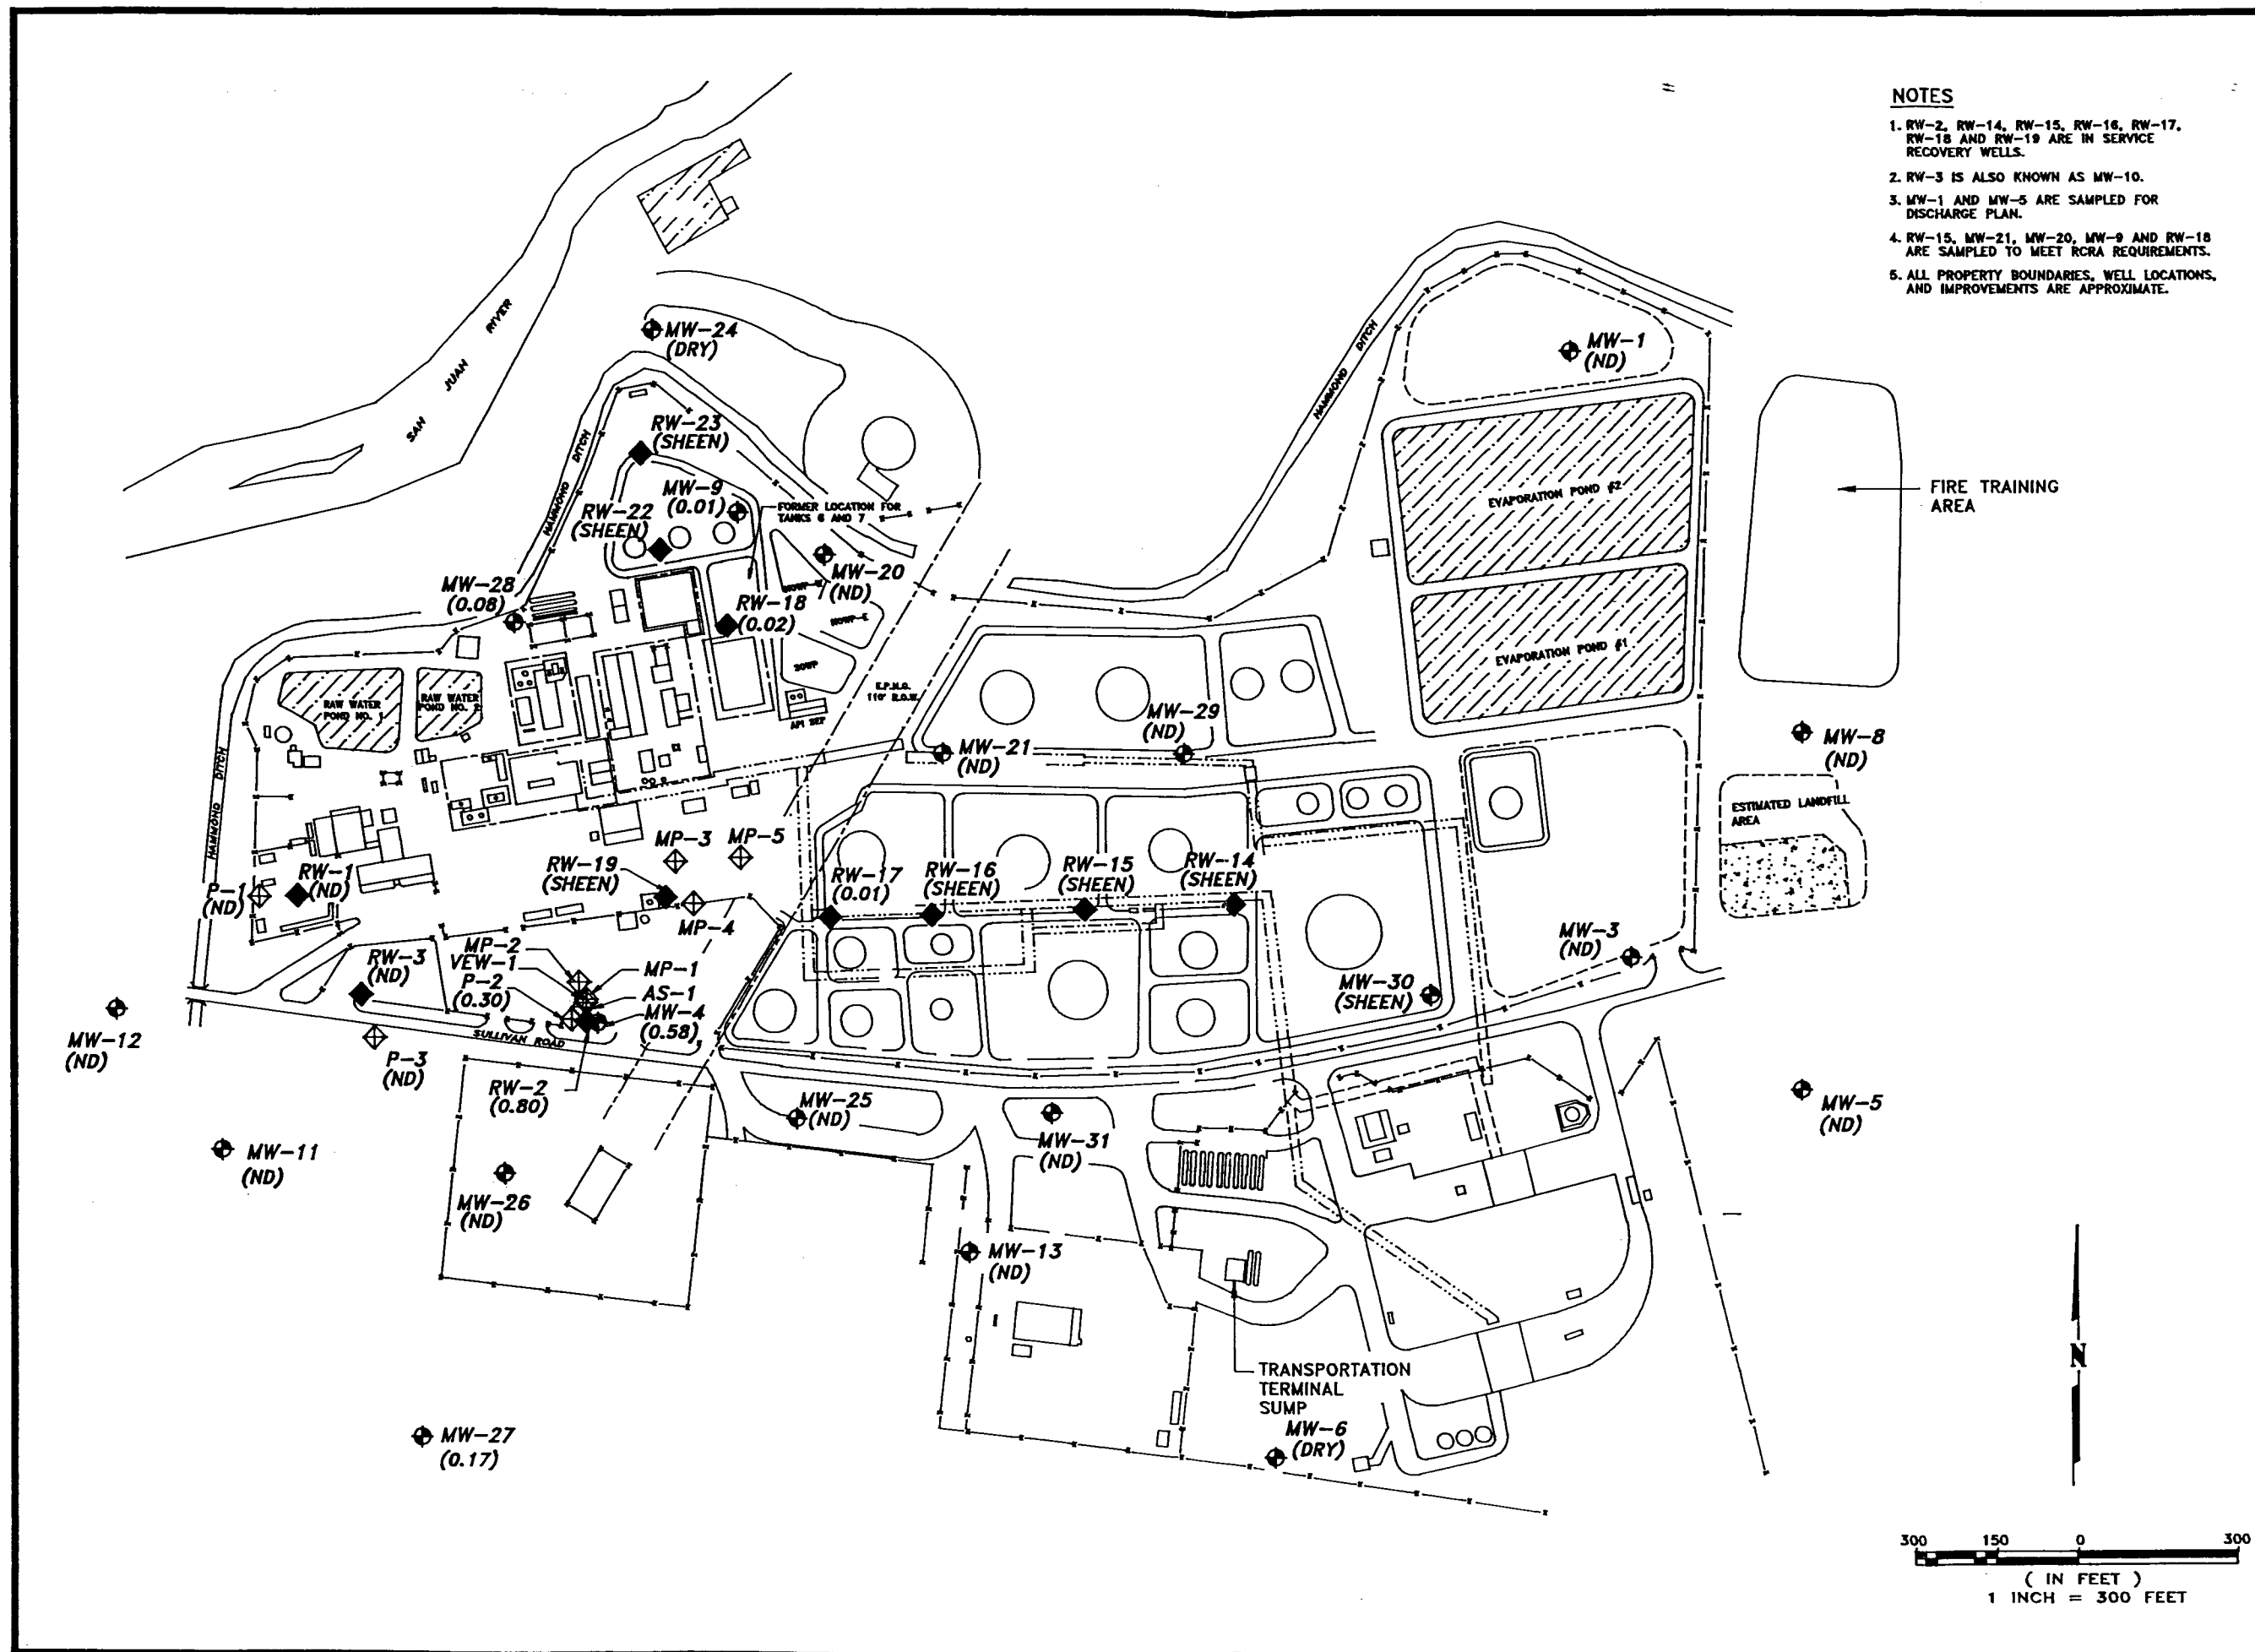 NOTES
1. RW-2, RW-14, RW-15, RW-16, RW-17,
RW-18 AND RW-19 ARE IN SERVICE
RECOVERY WELLS.
2. RW-3 IS ALSO KNOWN AS MW-10.
3. MW-1 AND MW-5 ARE SAMPLED FOR
DISCHARGE PLAN.
4. RW-15, MW-21, MW-20, MW-9 AND RW-18
ARE SAMPLED TO MEET RCRA REQUIREMENTS.
5. ALL PROPERTY BOUNDARIES, WELL LOCATIONS,
AND IMPROVEMENTS ARE APPROXIMATE.
SAN JUAN RIVER
MW-24
(DRY)
HAMMOND DITCH
MW-1
(ND)
RW-23
(SHEEN)
HAMMOND DITCH
MW-9
(0.01)
RW-22
(SHEEN)
FORMER LOCATION FOR
TANKS 6 AND 7
EVAPORATION POND #2
FIRE TRAINING
AREA
MW-20
(ND)
MW-28
(0.08)
RW-18
(0.02)
NOWP-E
SOWP
EVAPORATION POND #1
E.P.N.G.
110' R.O.W.
RAW WATER
POND NO. 1
RAW WATER
POND NO. 2
API SEP
MW-29
(ND)
MW-21
(ND)
MW-8
(ND)
HAMMOND DITCH
ESTIMATED LANDFILL
AREA
MP-3
MP-5
RW-19
(SHEEN)
RW-17
(0.01)
RW-16
(SHEEN)
RW-15
(SHEEN)
RW-14
(SHEEN)
P-1
(ND)
RW-1
(ND)
MP-4
MW-3
(ND)
MP-2
VEW-1
P-2
(0.30)
MP-1
AS-1
MW-4
(0.58)
RW-3
(ND)
MW-30
(SHEEN)
SULLIVAN ROAD
MW-12
(ND)
P-3
(ND)
RW-2
(0.80)
MW-25
(ND)
MW-31
(ND)
MW-5
(ND)
MW-11
(ND)
MW-26
(ND)
MW-13
(ND)
TRANSPORTATION
TERMINAL
SUMP
MW-6
(DRY)
MW-27
(0.17)
N
300 150 0 300
( IN FEET )
1 INCH = 300 FEET